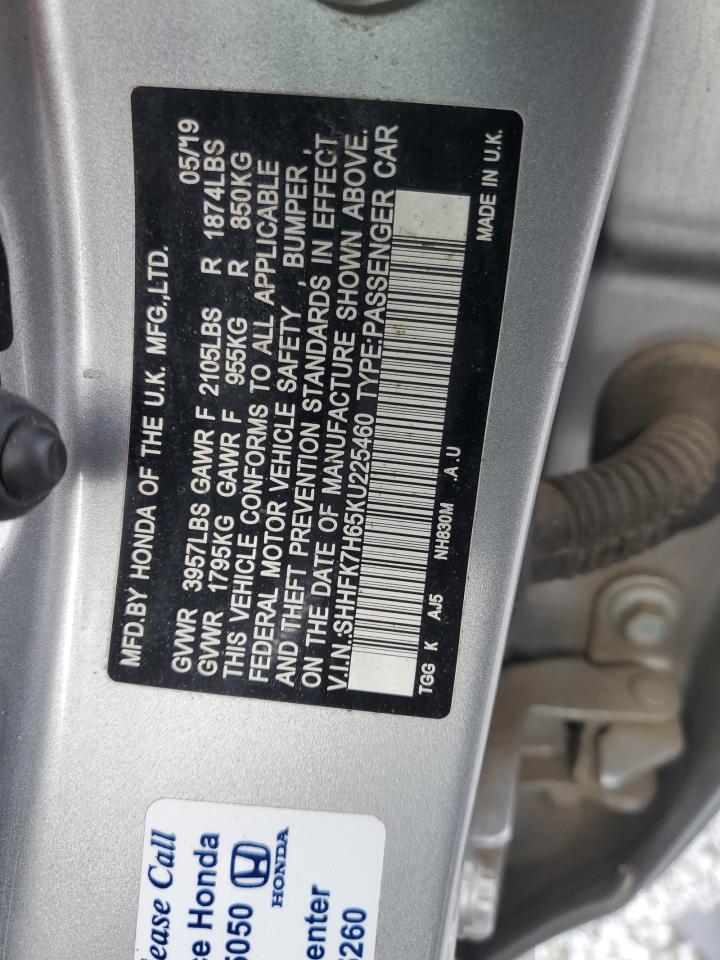 MFD.BY HONDA OF THE U.K. MFG.,LTD. 05/19
GVWR 3957LBS GAWR F 2105LBS R 1874LBS
GVWR 1795KG GAWR F 955KG R 850KG
THIS VEHICLE CONFORMS TO ALL APPLICABLE
FEDERAL MOTOR VEHICLE SAFETY , BUMPER ,
AND THEFT PREVENTION STANDARDS IN EFFECT
ON THE DATE OF MANUFACTURE SHOWN ABOVE.
V.I.N.:SHHFK7H65KU225460 TYPE:PASSENGER CAR
TGG K AJ5 NH830M .A.U MADE IN U.K.
Call
Honda
5050 HONDA
5260